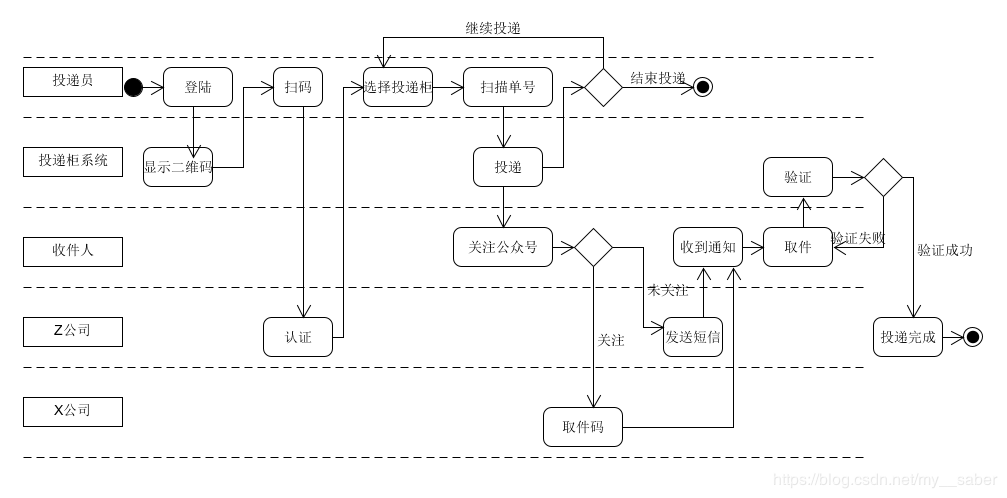 继续投递
投递员
登陆
扫码
选择投递柜
扫描单号
结束投递
投递柜系统
显示二维码
投递
验证
收件人
关注公众号
收到通知
取件
验证失败
验证成功
未关注
Z公司
认证
关注
发送短信
投递完成
X公司
取件码
https://blog.csdn.net/my__saber